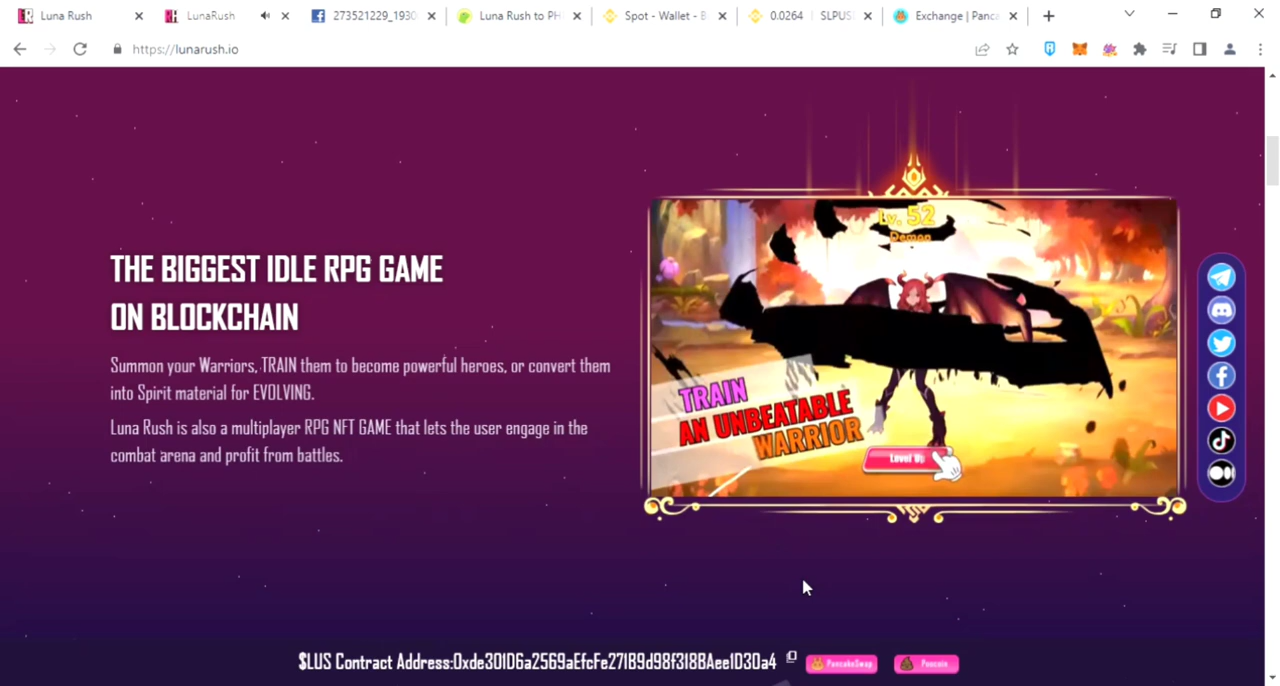 Luna Rush
LunaRush
273521229_1930
Luna Rush to PH
Spot - Wallet - B
0.0264 | SLPUS
Exchange | Panca
https://lunarush.io
Lv. 52
Demon
THE BIGGEST IDLE RPG GAME
ON BLOCKCHAIN
Summon your Warriors, TRAIN them to become powerful heroes, or convert them
into Spirit material for EVOLVING.
Luna Rush is also a multiplayer RPG NFT GAME that lets the user engage in the
combat arena and profit from battles.
TRAIN
AN UNBEATABLE
WARRIOR
Level Up
$LUS Contract Address:0xde301D6a2569aEfcFe271B9d98f318BAee1D30a4
PancakeSwap
Poocoin